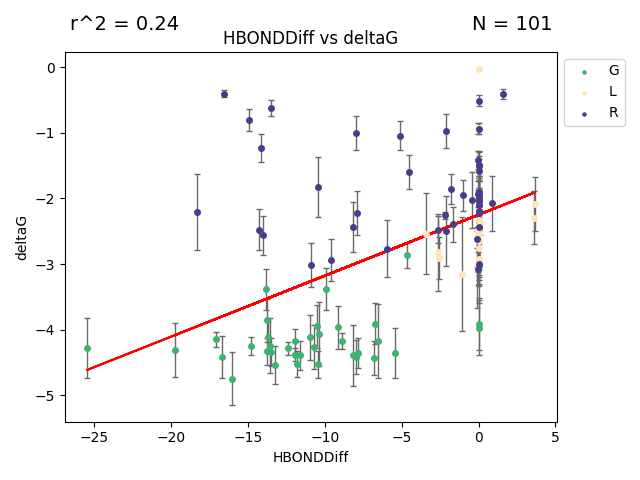 r^2 = 0.24
N = 101
HBONDDiff vs deltaG
G
L
R
deltaG
0
−1
−2
−3
−4
−5
−25
−20
−15
−10
−5
0
5
HBONDDiff